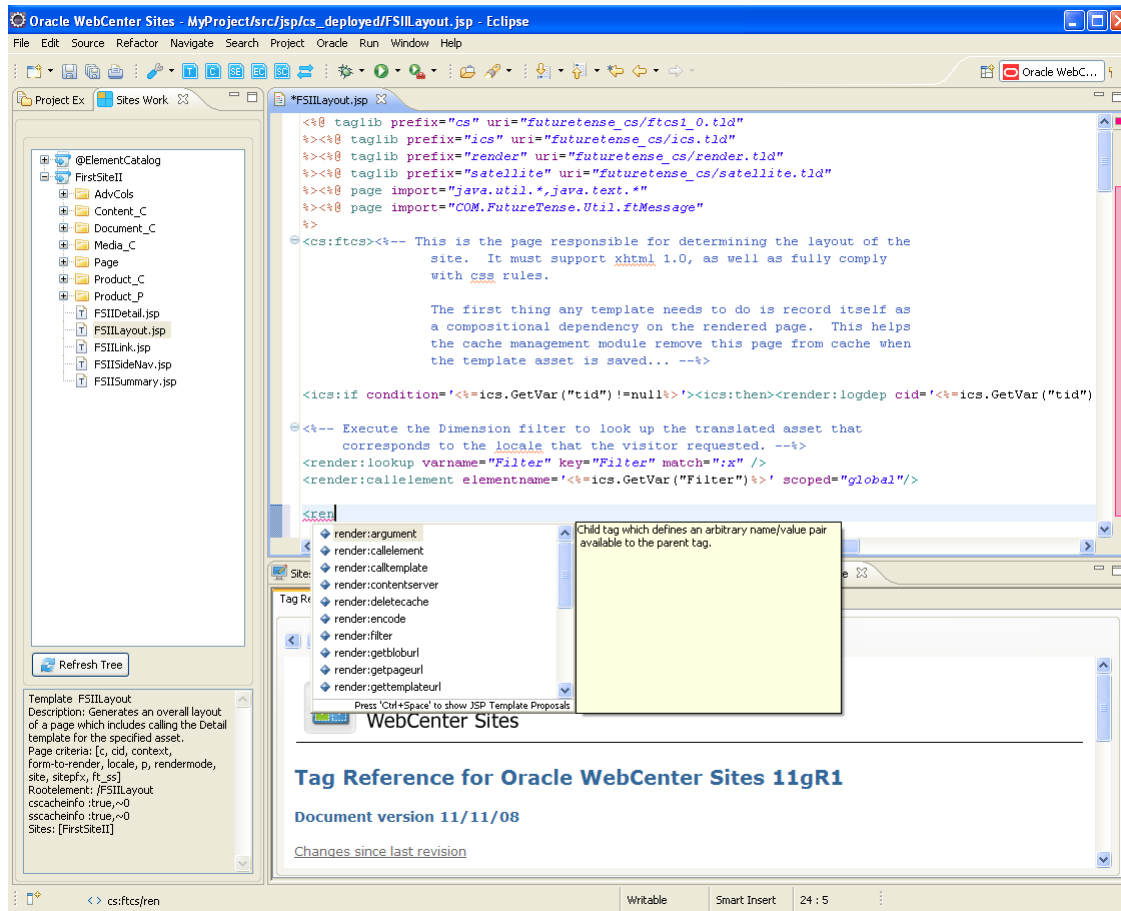 Oracle WebCenter Sites - MyProject/src/jsp/cs_deployed/FSIILayout.jsp - Eclipse
File Edit Source Refactor Navigate Search Project Oracle Run Window Help
Oracle WebC...
Project Ex
Sites Work
*FSIILayout.jsp
@ElementCatalog
FirstSiteII
AdvCols
Content_C
Document_C
Media_C
Page
Product_C
Product_P
FSIIDetail.jsp
FSIILayout.jsp
FSIILink.jsp
FSIISideNav.jsp
FSIISummary.jsp
Refresh Tree
Template FSIILayout
Description: Generates an overall layout
of a page which includes calling the Detail
template for the specified asset.
Page criteria: [c, cid, context,
form-to-render, locale, p, rendermode,
site, sitepfx, ft_ss]
Rootelement: /FSIILayout
cscacheinfo :true,~0
sscacheinfo :true,~0
Sites: [FirstSiteII]
<%@ taglib prefix="cs" uri="futuretense_cs/ftcs1_0.tld"
%><%@ taglib prefix="ics" uri="futuretense_cs/ics.tld"
%><%@ taglib prefix="render" uri="futuretense_cs/render.tld"
%><%@ taglib prefix="satellite" uri="futuretense_cs/satellite.tld"
%><%@ page import="java.util.*,java.text.*"
%><%@ page import="COM.FutureTense.Util.ftMessage"
%>
<cs:ftcs><%-- This is the page responsible for determining the layout of the
site. It must support xhtml 1.0, as well as fully comply
with css rules.
The first thing any template needs to do is record itself as
a compositional dependency on the rendered page. This helps
the cache management module remove this page from cache when
the template asset is saved... --%>
<ics:if condition='<%=ics.GetVar("tid")!=null%>'><ics:then><render:logdep cid='<%=ics.GetVar("tid")
<%-- Execute the Dimension filter to look up the translated asset that
corresponds to the locale that the visitor requested. --%>
<render:lookup varname="Filter" key="Filter" match=":x" />
<render:callelement elementname='<%=ics.GetVar("Filter")%>' scoped="global"/>
<ren
render:argument
render:callelement
render:calltemplate
render:contentserver
render:deletecache
render:encode
render:filter
render:getbloburl
render:getpageurl
render:gettemplateurl
Press 'Ctrl+Space' to show JSP Template Proposals
Child tag which defines an arbitrary name/value pair
available to the parent tag.
Sites
e
Tag Re
WebCenter Sites
Tag Reference for Oracle WebCenter Sites 11gR1
Document version 11/11/08
Changes since last revision
cs:ftcs/ren
Writable
Smart Insert
24 : 5